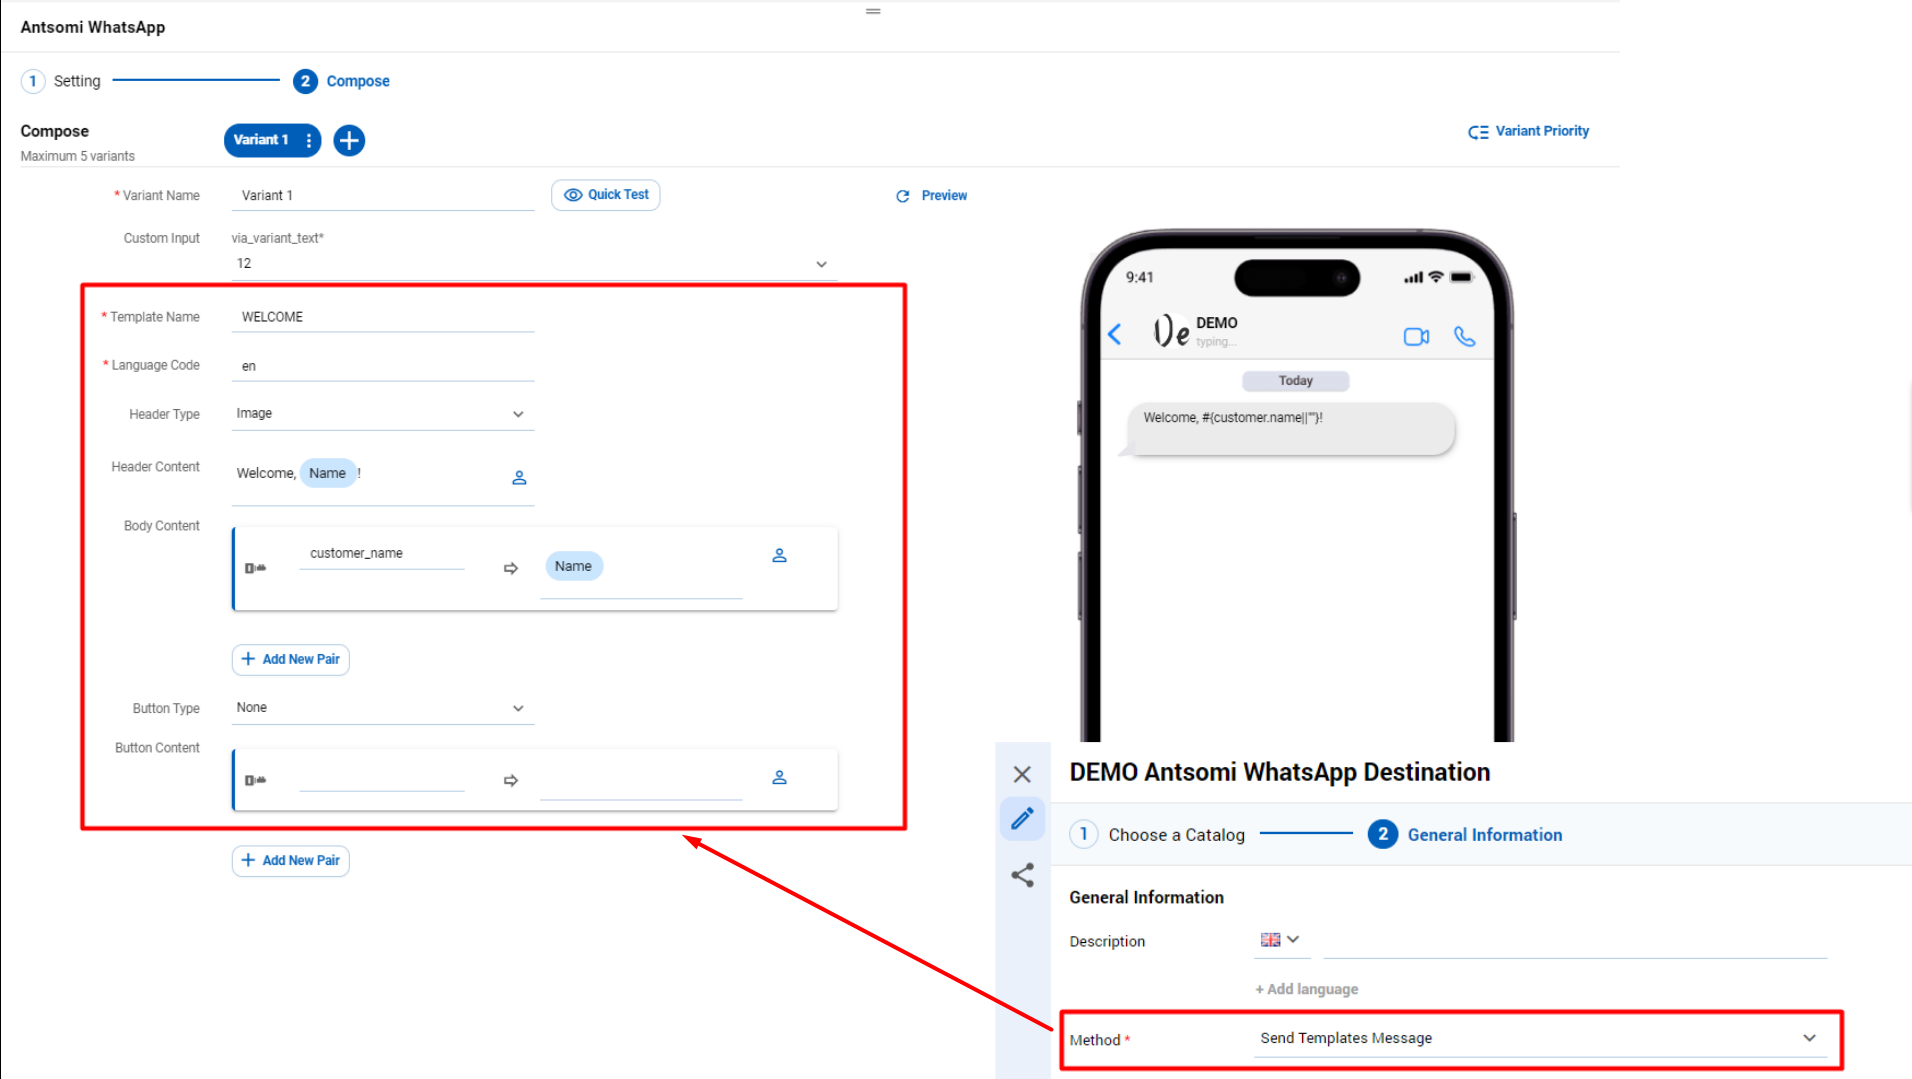 Antsomi WhatsApp
1 Setting 2 Compose
Compose
Maximum 5 variants
Variant 1
Variant Priority
* Variant Name Variant 1 Quick Test Preview
Custom Input via_variant_text*
12
* Template Name WELCOME
* Language Code en
Header Type Image
Header Content Welcome, Name !
Body Content
customer_name Name
+ Add New Pair
Button Type None
Button Content
+ Add New Pair
9:41
De DEMO
typing...
Today
Welcome, #{customer.name||""}!
DEMO Antsomi WhatsApp Destination
1 Choose a Catalog 2 General Information
General Information
Description
+ Add language
Method * Send Templates Message